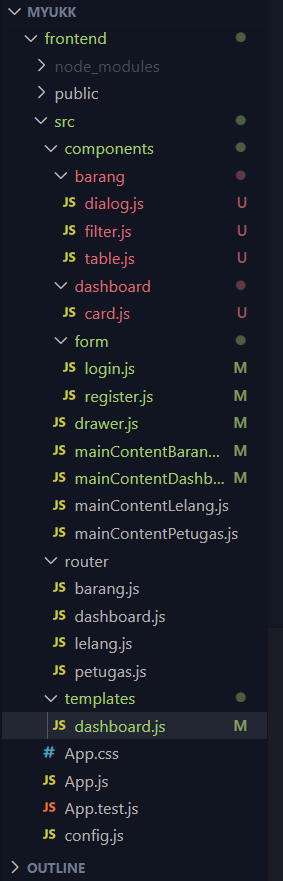 MYUKK
frontend
node_modules
public
src
components
barang
JS dialog.js U
JS filter.js U
JS table.js U
dashboard
JS card.js U
form
JS login.js M
JS register.js M
JS drawer.js
JS mainContentBaran... M
JS mainContentDashb... M
JS mainContentLelang.js
JS mainContentPetugas.js
router
JS barang.js
JS dashboard.js
JS lelang.js
JS petugas.js
templates
JS dashboard.js M
# App.css
JS App.js
JS App.test.js
JS config.js
OUTLINE